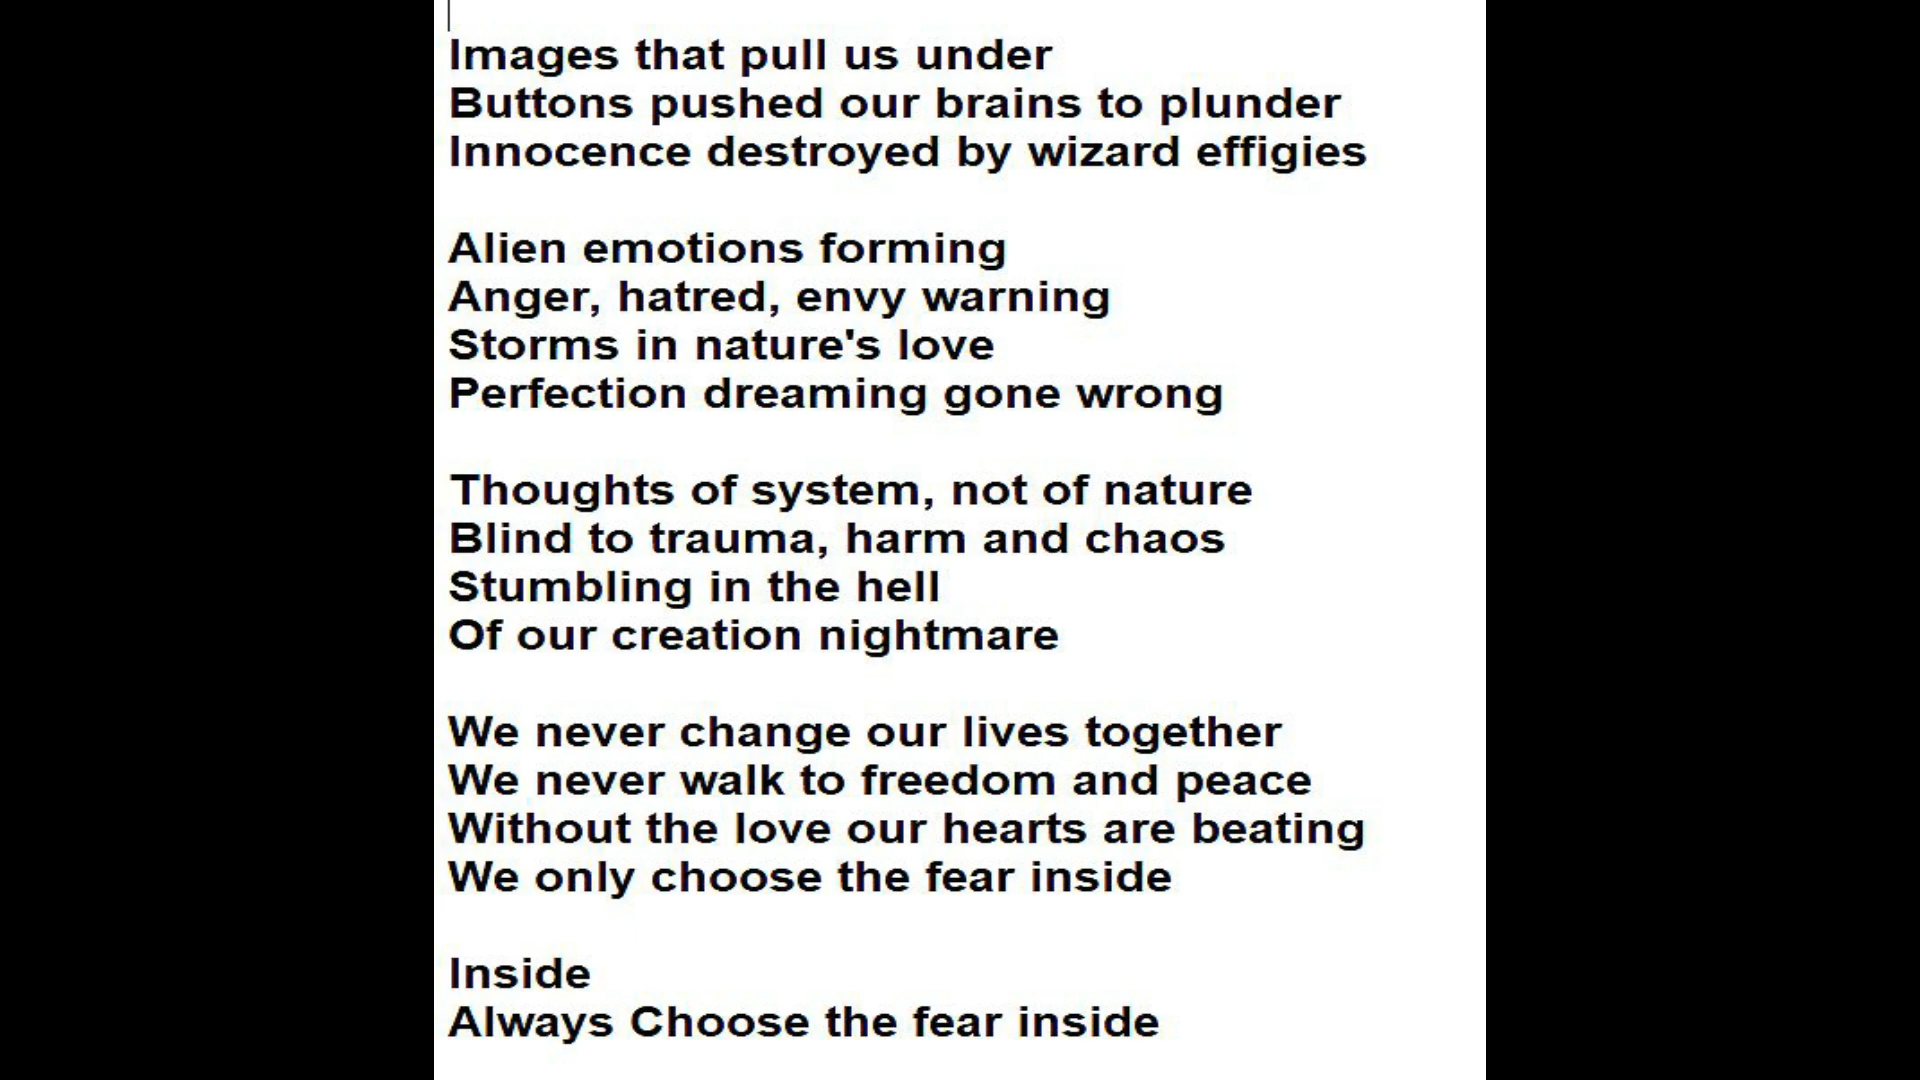 Images that pull us under
Buttons pushed our brains to plunder
Innocence destroyed by wizard effigies
Alien emotions forming
Anger, hatred, envy warning
Storms in nature's love
Perfection dreaming gone wrong
Thoughts of system, not of nature
Blind to trauma, harm and chaos
Stumbling in the hell
Of our creation nightmare
We never change our lives together
We never walk to freedom and peace
Without the love our hearts are beating
We only choose the fear inside
Inside
Always Choose the fear inside